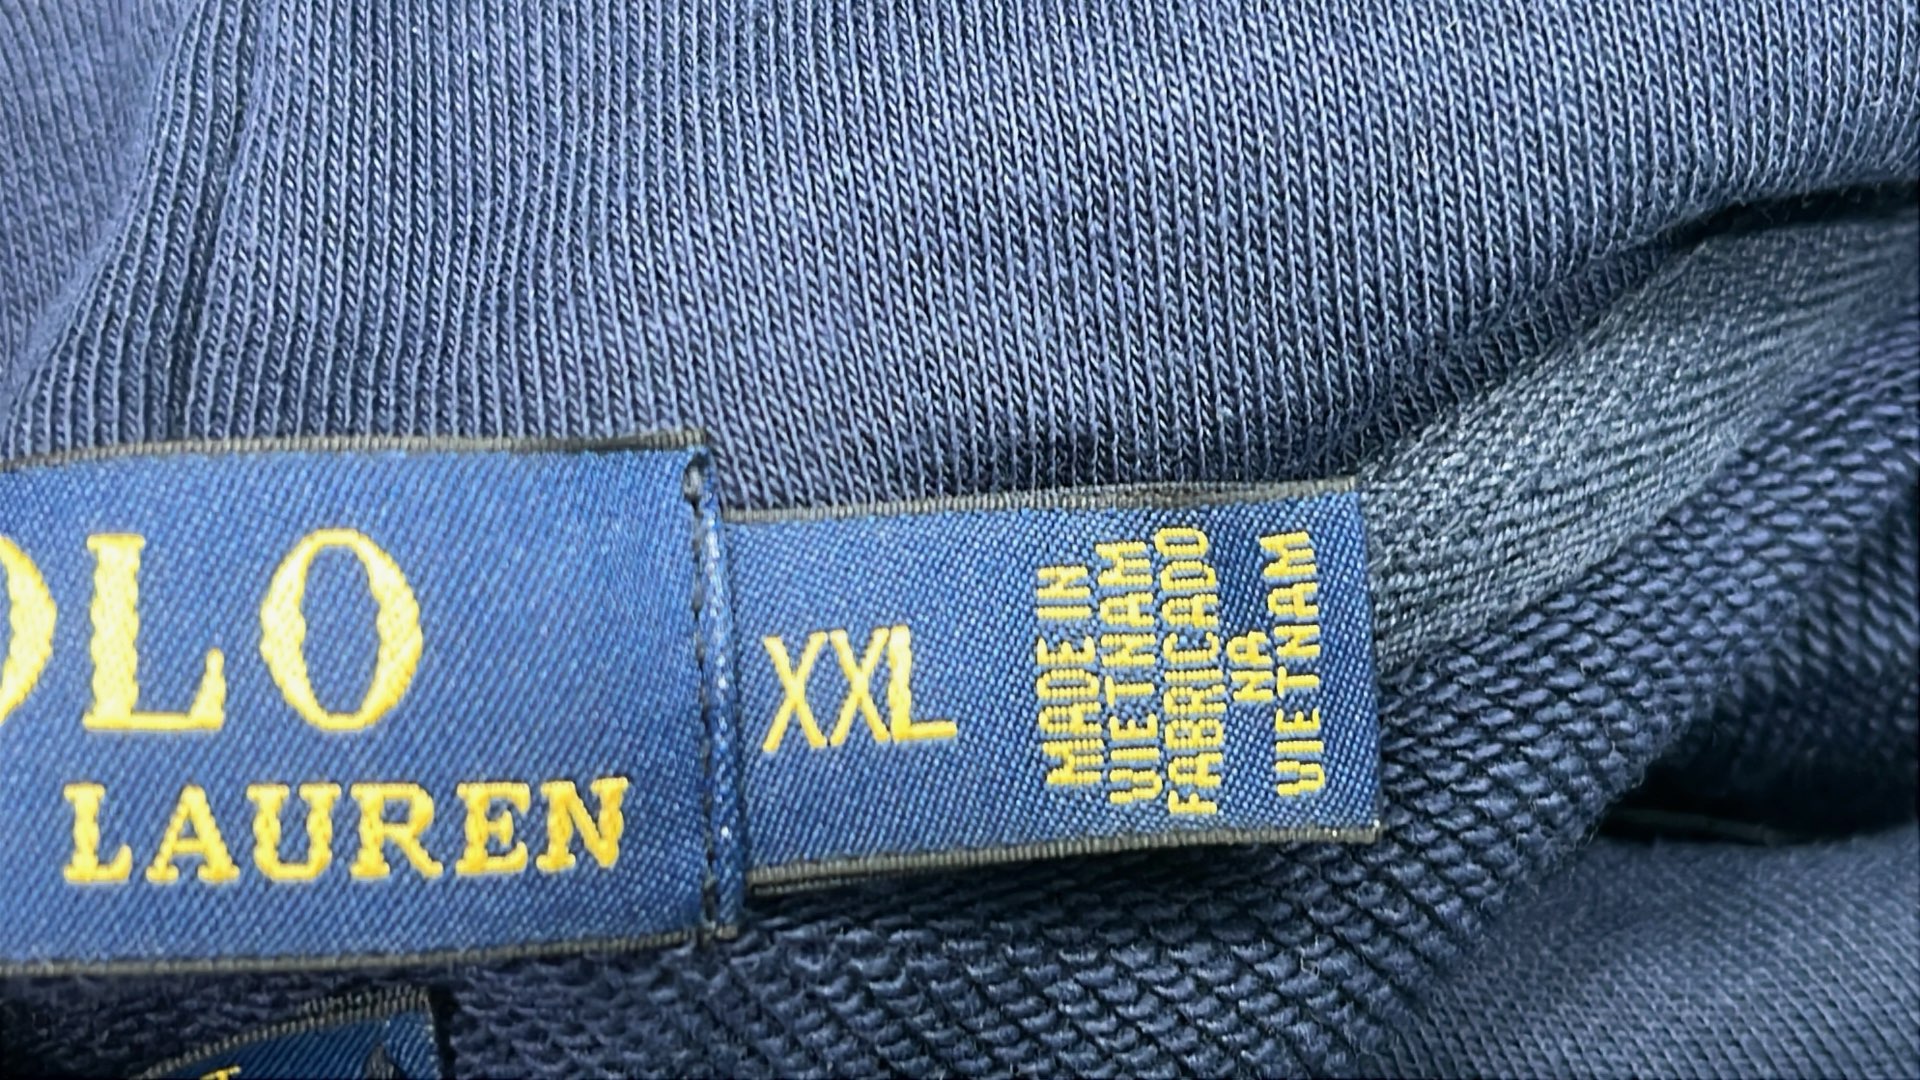 OLO
LAUREN
XXL
MADE IN
VIETNAM
FABRICADO
NA
VIETNAM